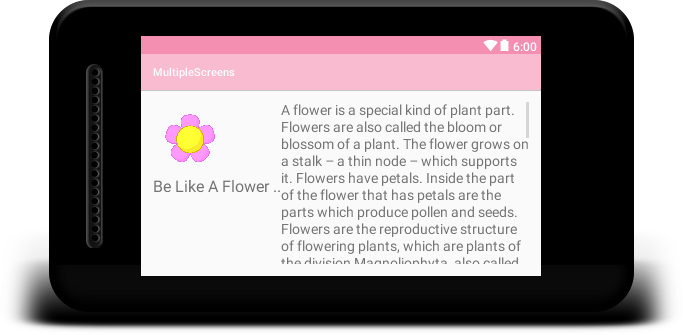 6:00
MultipleScreens
Be Like A Flower ..
A flower is a special kind of plant part.
Flowers are also called the bloom or
blossom of a plant. The flower grows on
a stalk – a thin node – which supports
it. Flowers have petals. Inside the part
of the flower that has petals are the
parts which produce pollen and seeds.
Flowers are the reproductive structure
of flowering plants, which are plants of
the division Magnoliophyta, also called